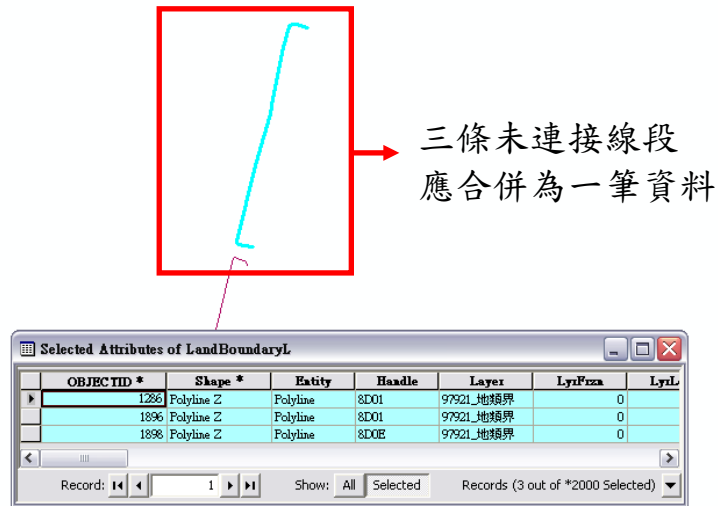 三條未連接線段
應合併為一筆資料
Selected Attributes of LandBoundaryL
OBJECTID * Shape * Entity Handle Layer LyrFrzn LyrL
1286 Polyline Z Polyline 8D01 97921_地類界 0
1896 Polyline Z Polyline 8D01 97921_地類界 0
1898 Polyline Z Polyline 8D0E 97921_地類界 0
Record: 1 Show: All Selected Records (3 out of *2000 Selected)